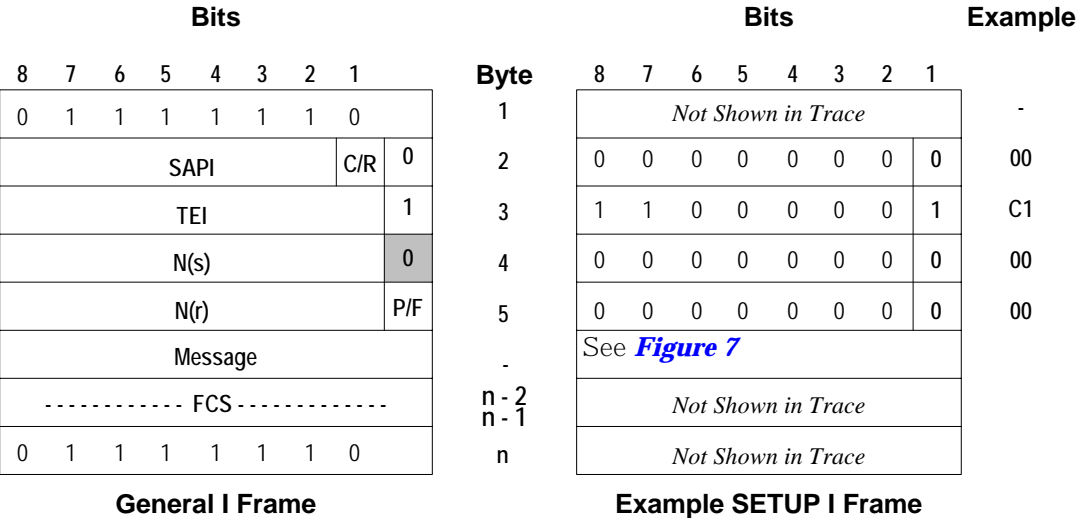 Bits Bits Example
8 7 6 5 4 3 2 1 Byte 8 7 6 5 4 3 2 1
0 1 1 1 1 1 1 0 1 Not Shown in Trace -
SAPI C/R 0 2 0 0 0 0 0 0 0 0 00
TEI 1 3 1 1 0 0 0 0 0 1 C1
N(s) 0 4 0 0 0 0 0 0 0 0 00
N(r) P/F 5 0 0 0 0 0 0 0 0 00
Message - See Figure 7
- - - - - - - - - - - - FCS - - - - - - - - - - - - - n - 2 n - 1 Not Shown in Trace
0 1 1 1 1 1 1 0 n Not Shown in Trace
General I Frame Example SETUP I Frame